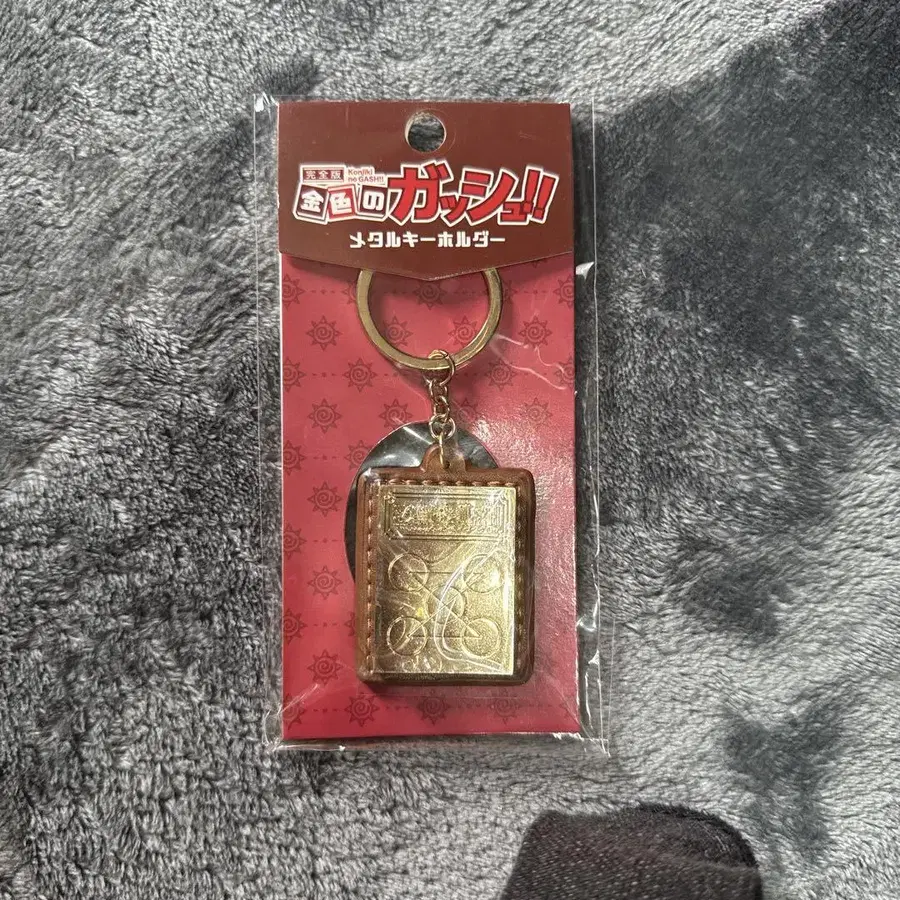 完全版
Konjiki
no GASH!!
金色のガッシュ!!
メタルキーホルダー